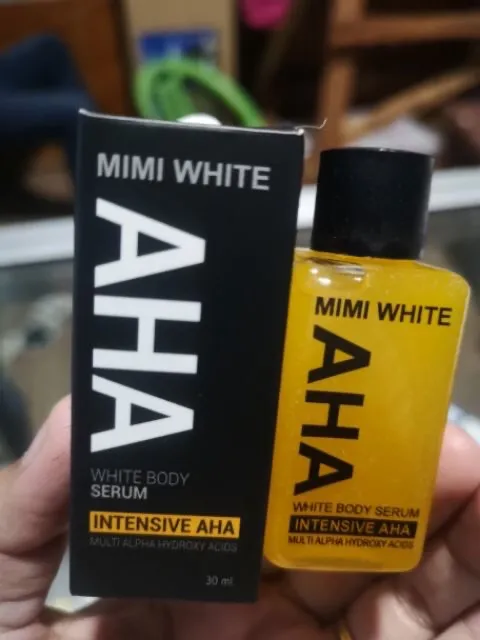 MIMI WHITE
AHA
WHITE BODY
SERUM
INTENSIVE AHA
MULTI ALPHA HYDROXY ACIDS
30 ml.
MIMI WHITE
AHA
WHITE BODY SERUM
INTENSIVE AHA
MULTI ALPHA HYDROXY ACIDS